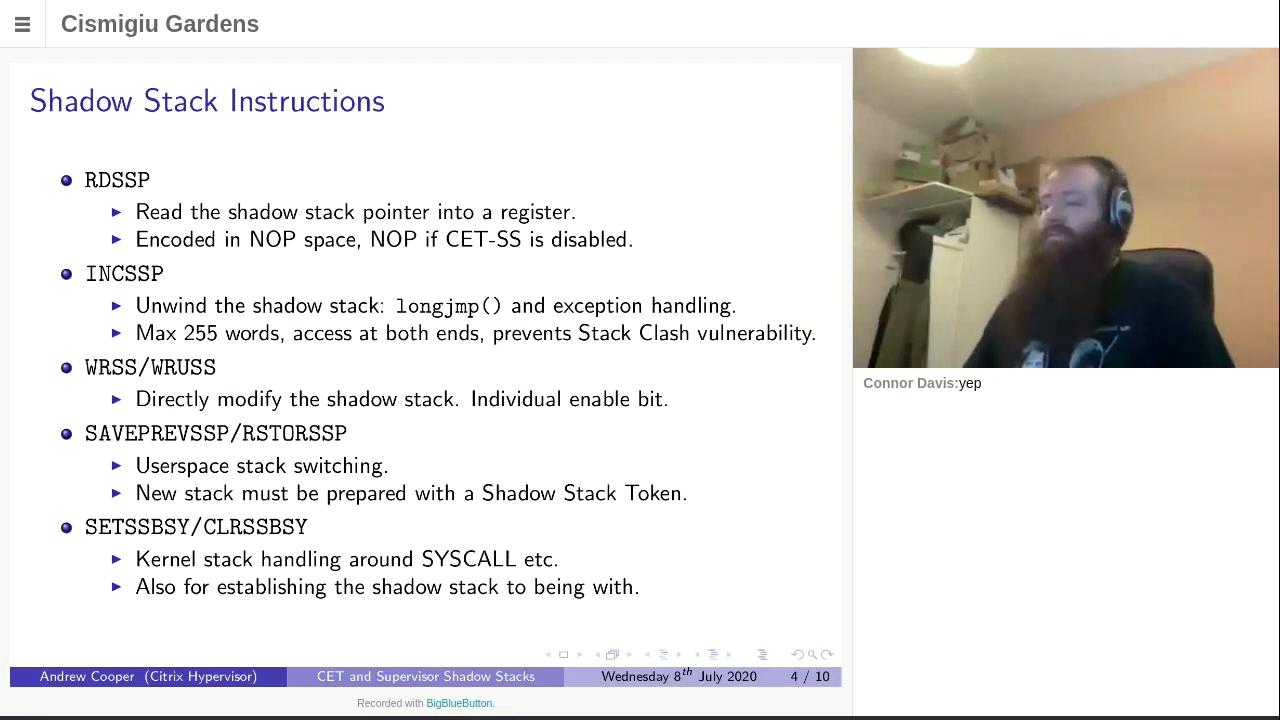 Cismigiu Gardens
Shadow Stack Instructions
RDSSP
Read the shadow stack pointer into a register.
Encoded in NOP space, NOP if CET-SS is disabled.
INCSSP
Unwind the shadow stack: longjmp() and exception handling.
Max 255 words, access at both ends, prevents Stack Clash vulnerability.
WRSS/WRUSS
Directly modify the shadow stack. Individual enable bit.
SAVEPREVSSP/RSTORSSP
Userspace stack switching.
New stack must be prepared with a Shadow Stack Token.
SETSSBSY/CLRSSBSY
Kernel stack handling around SYSCALL etc.
Also for establishing the shadow stack to being with.
Andrew Cooper (Citrix Hypervisor) CET and Supervisor Shadow Stacks Wednesday 8th July 2020 4 / 10
Recorded with BigBlueButton.
Connor Davis:yep